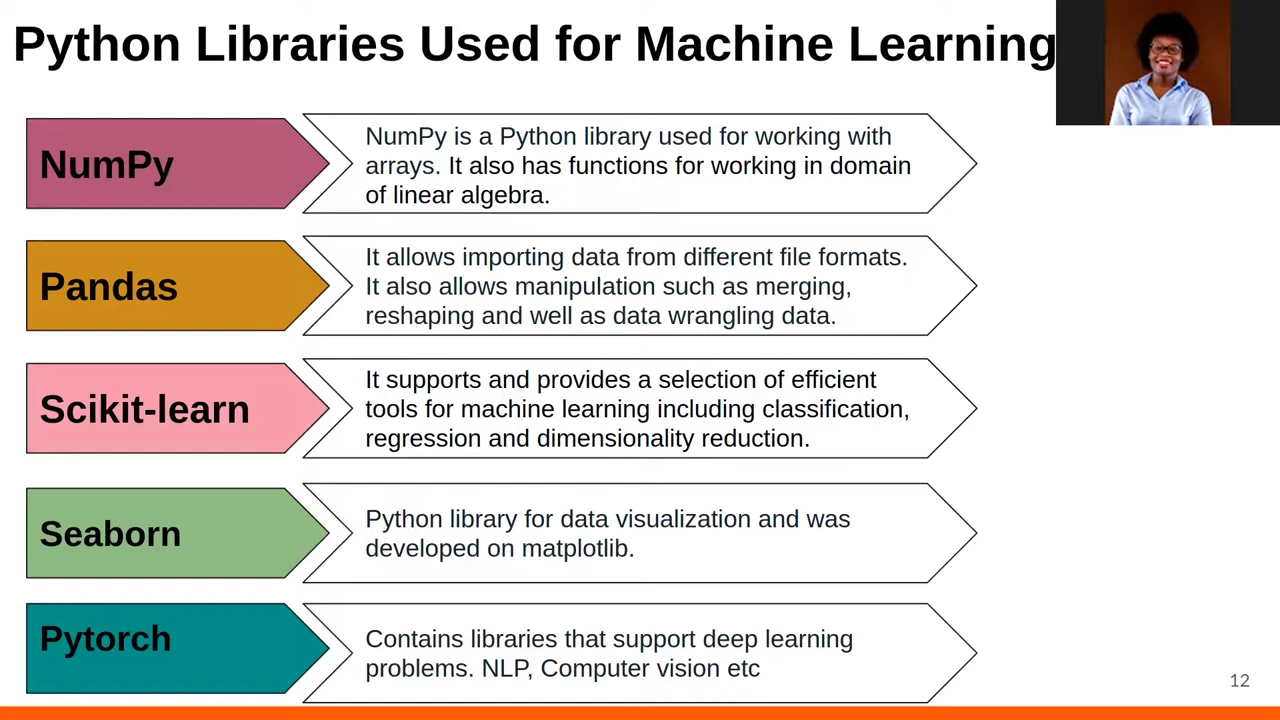 Python Libraries Used for Machine Learning
NumPy
NumPy is a Python library used for working with
arrays. It also has functions for working in domain
of linear algebra.
Pandas
It allows importing data from different file formats.
It also allows manipulation such as merging,
reshaping and well as data wrangling data.
Scikit-learn
It supports and provides a selection of efficient
tools for machine learning including classification,
regression and dimensionality reduction.
Seaborn
Python library for data visualization and was
developed on matplotlib.
Pytorch
Contains libraries that support deep learning
problems. NLP, Computer vision etc
12